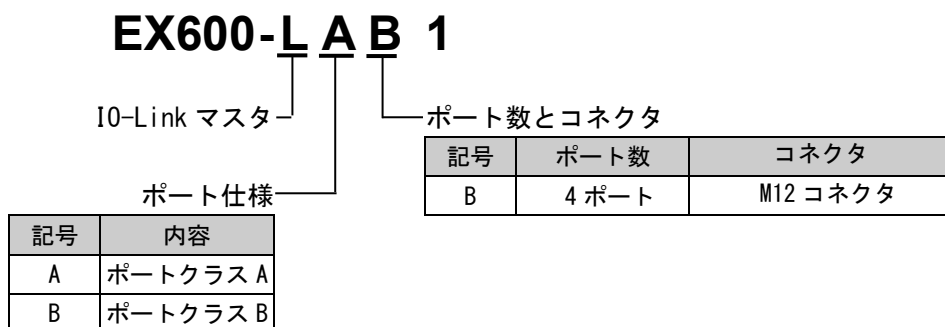 EX600-L A B 1
IO-Link マスタ
ポート数とコネクタ
記号 ポート数 コネクタ
B 4 ポート M12 コネクタ
ポート仕様
記号 内容
A ポートクラス A
B ポートクラス B